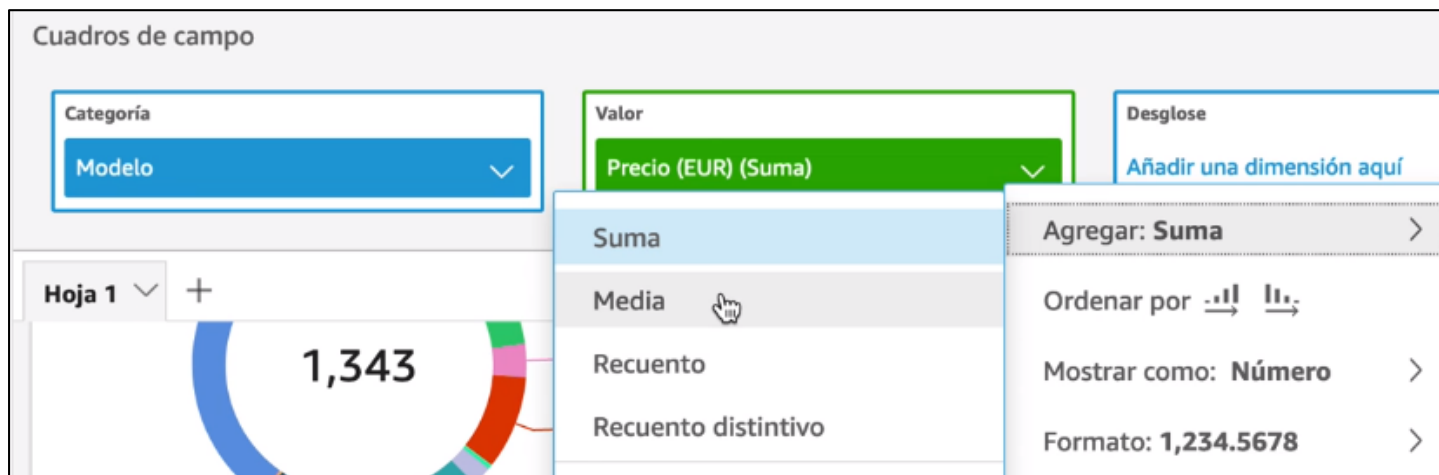 Cuadros de campo
Categoría
Modelo
Valor
Precio (EUR) (Suma)
Desglose
Añadir una dimensión aquí
Suma
Media
Recuento
Recuento distintivo
Agregar: Suma
Ordenar por
Mostrar como: Número
Formato: 1,234.5678
Hoja 1
1,343